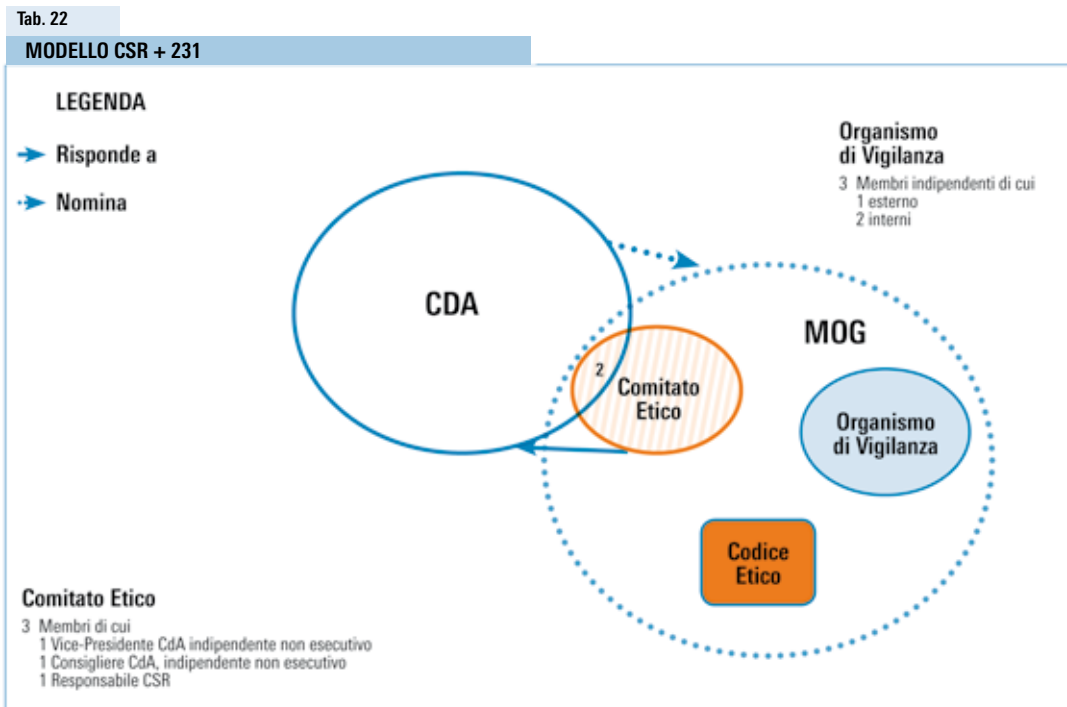 Tab. 22
MODELLO CSR + 231
LEGENDA
Risponde a
Nomina
Organismo
di Vigilanza
3 Membri indipendenti di cui
1 esterno
2 interni
CDA
MOG
2
Comitato
Etico
Organismo
di Vigilanza
Codice
Etico
Comitato Etico
3 Membri di cui
1 Vice-Presidente CdA indipendente non esecutivo
1 Consigliere CdA, indipendente non esecutivo
1 Responsabile CSR